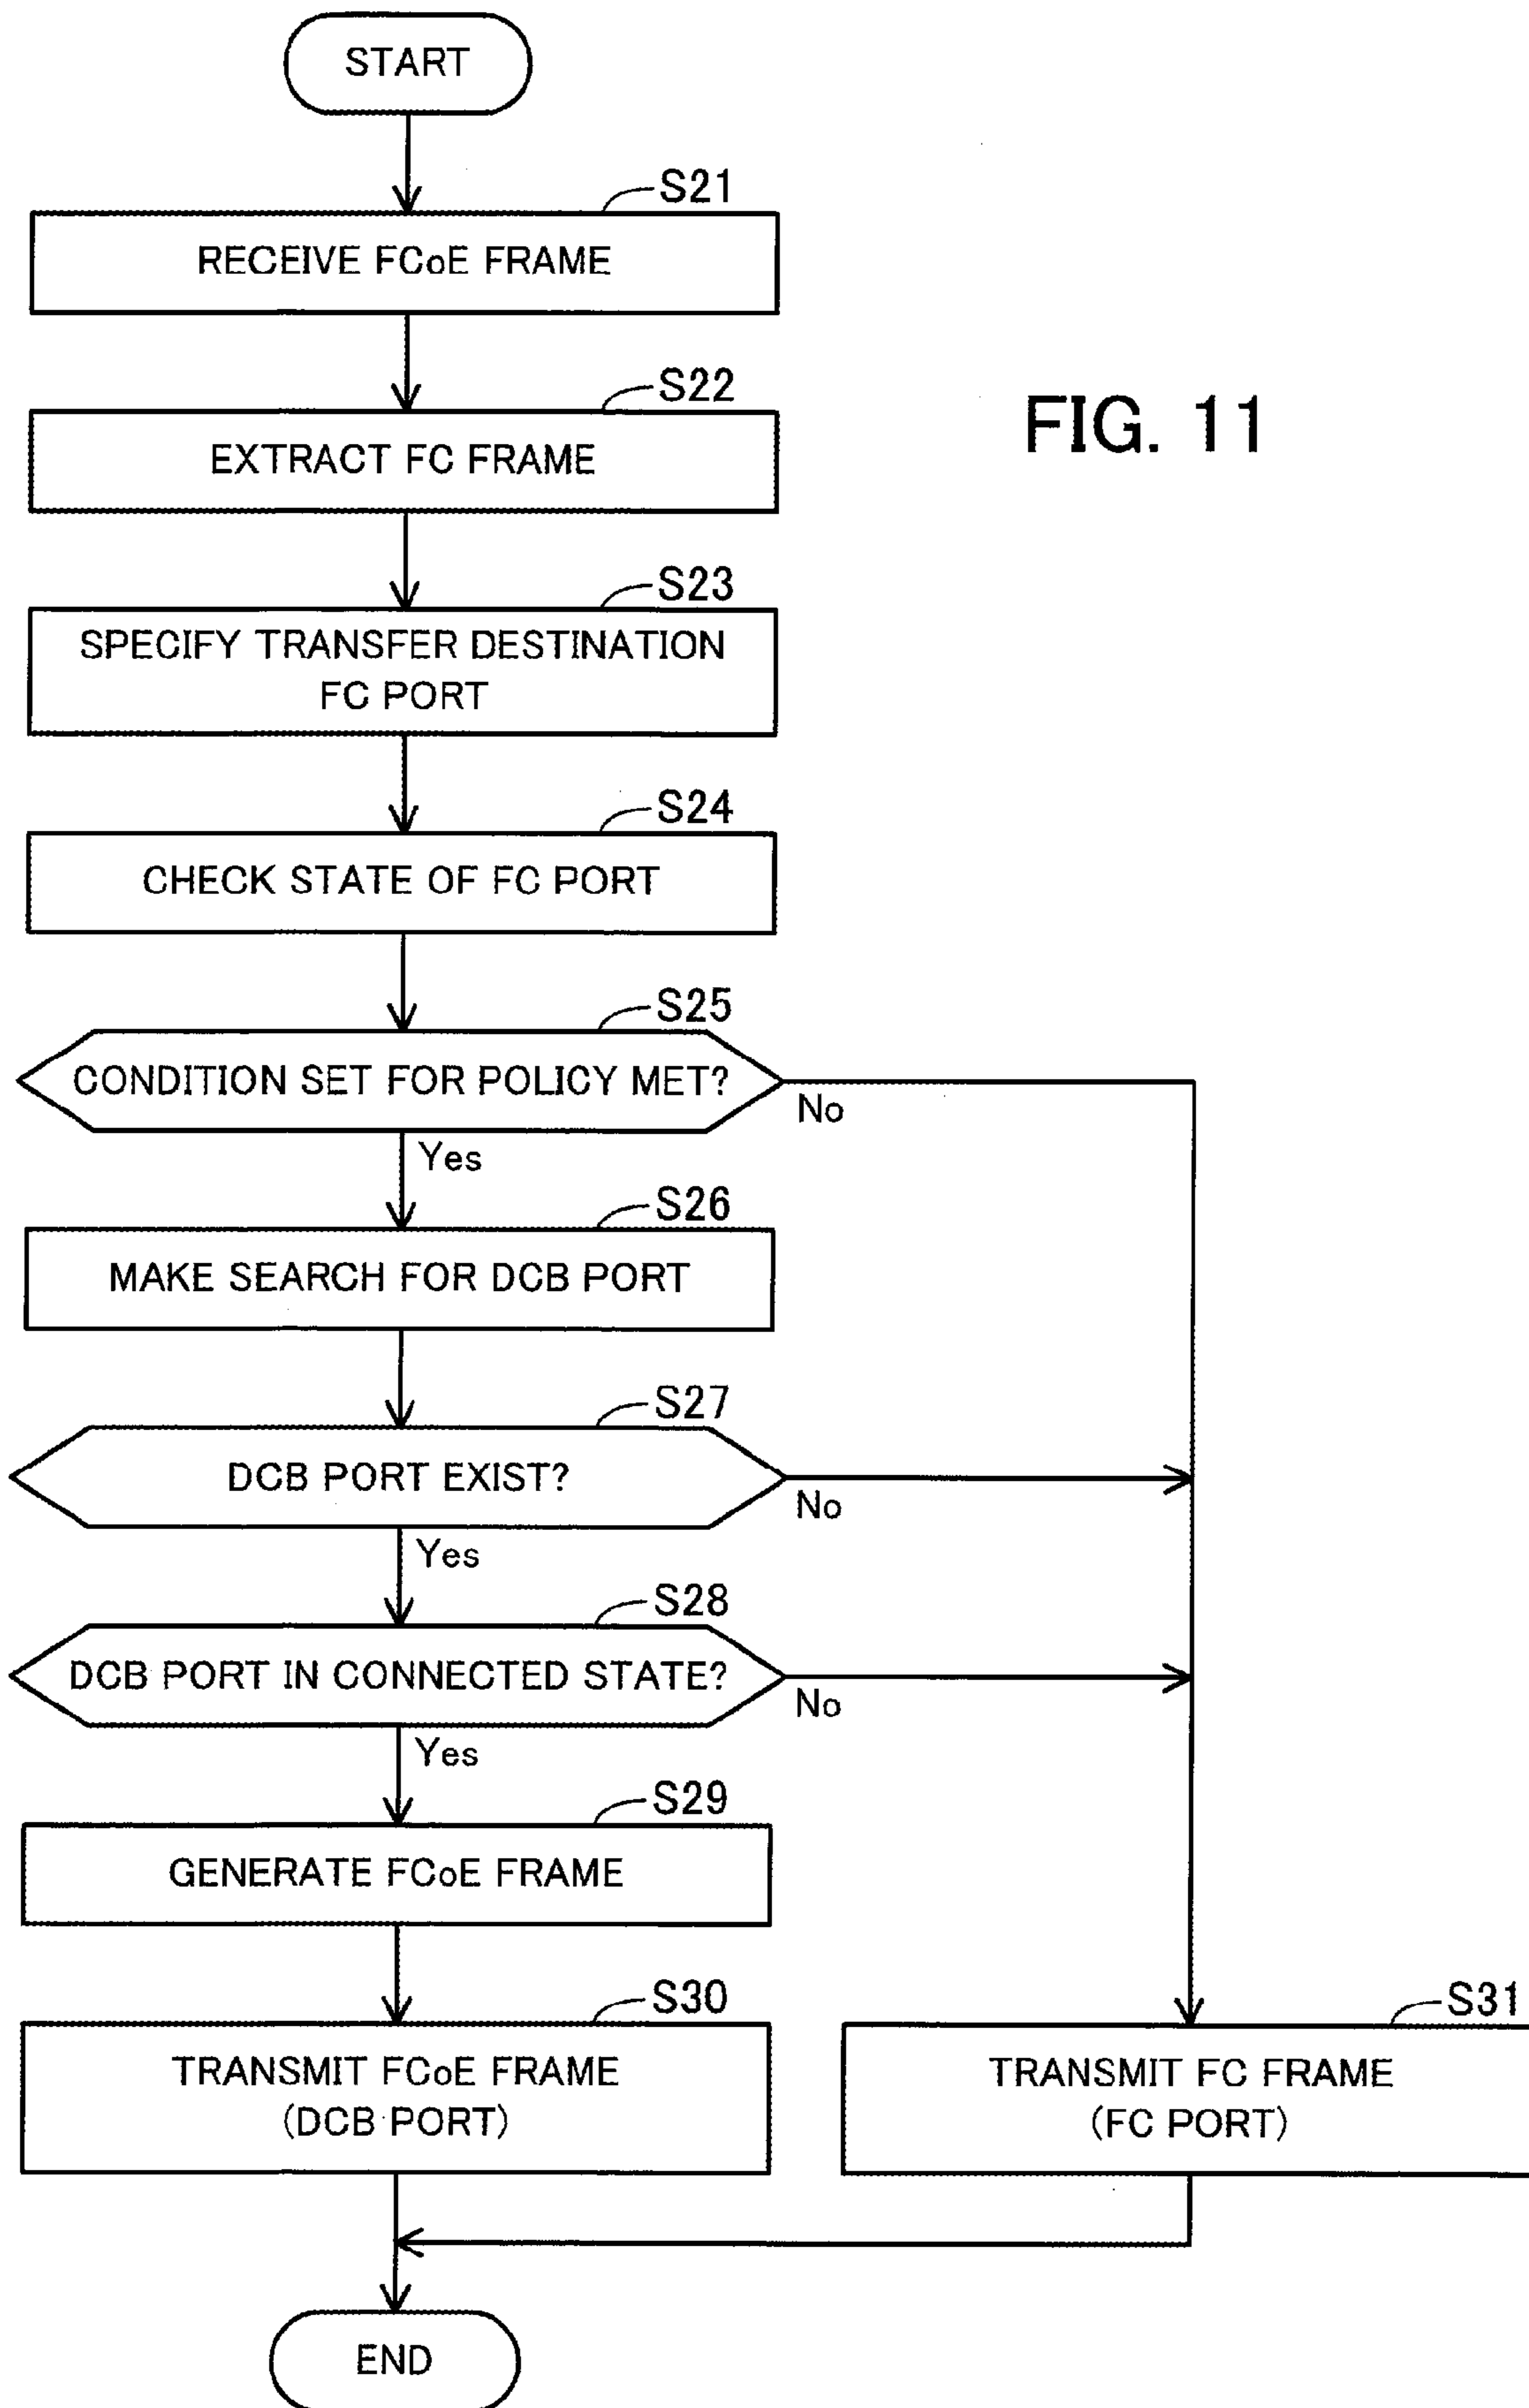 START
S21
RECEIVE FCoE FRAME
S22
EXTRACT FC FRAME
FIG. 11
S23
SPECIFY TRANSFER DESTINATION
FC PORT
S24
CHECK STATE OF FC PORT
S25
CONDITION SET FOR POLICY MET?
No
Yes
S26
MAKE SEARCH FOR DCB PORT
S27
DCB PORT EXIST?
No
Yes
S28
DCB PORT IN CONNECTED STATE?
No
Yes
S29
GENERATE FCoE FRAME
S30
TRANSMIT FCoE FRAME
(DCB PORT)
S31
TRANSMIT FC FRAME
(FC PORT)
END